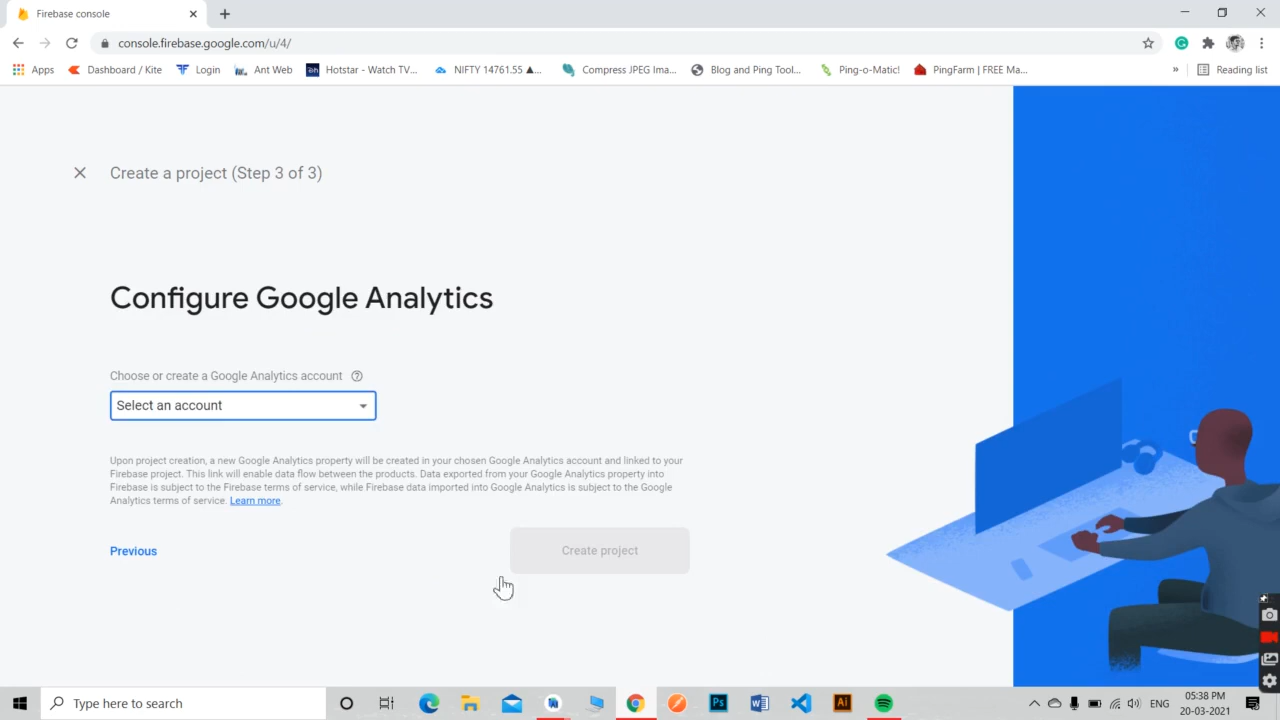 Firebase console
console.firebase.google.com/u/4/
Apps
Dashboard / Kite
Login
Ant Web
Hotstar - Watch TV...
NIFTY 14761.55 ▲...
Compress JPEG Ima...
Blog and Ping Tool...
Ping-o-Matic!
PingFarm | FREE Ma...
»
Reading list
Create a project (Step 3 of 3)
Configure Google Analytics
Choose or create a Google Analytics account
Select an account
Upon project creation, a new Google Analytics property will be created in your chosen Google Analytics account and linked to your
Firebase project. This link will enable data flow between the products. Data exported from your Google Analytics property into
Firebase is subject to the Firebase terms of service, while Firebase data imported into Google Analytics is subject to the Google
Analytics terms of service. Learn more.
Previous
Create project
Type here to search
Ps
Ai
ENG
05:38 PM
20-03-2021